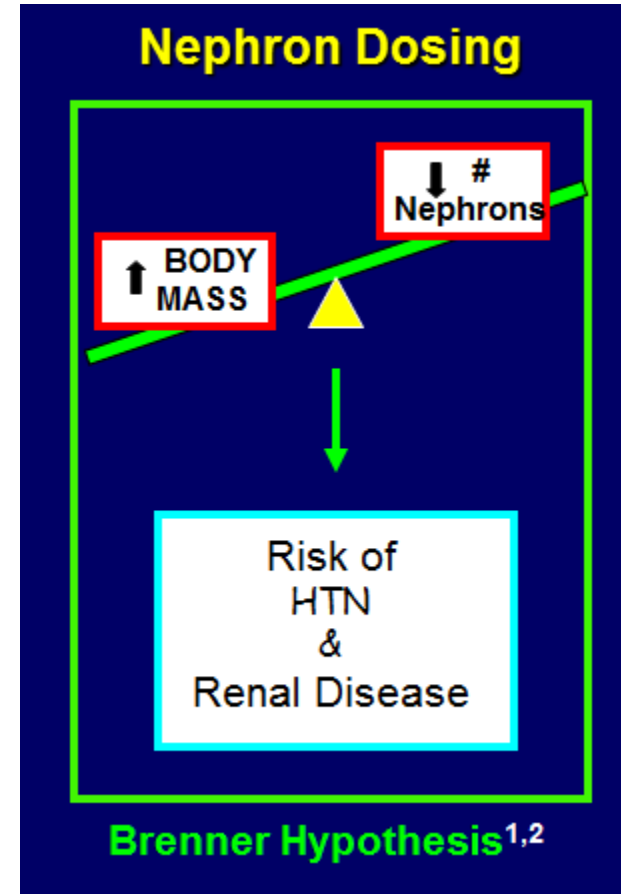 Nephron Dosing
⬇ #
Nephrons
⬆ BODY
MASS
Risk of
HTN
&
Renal Disease
Brenner Hypothesis1,2